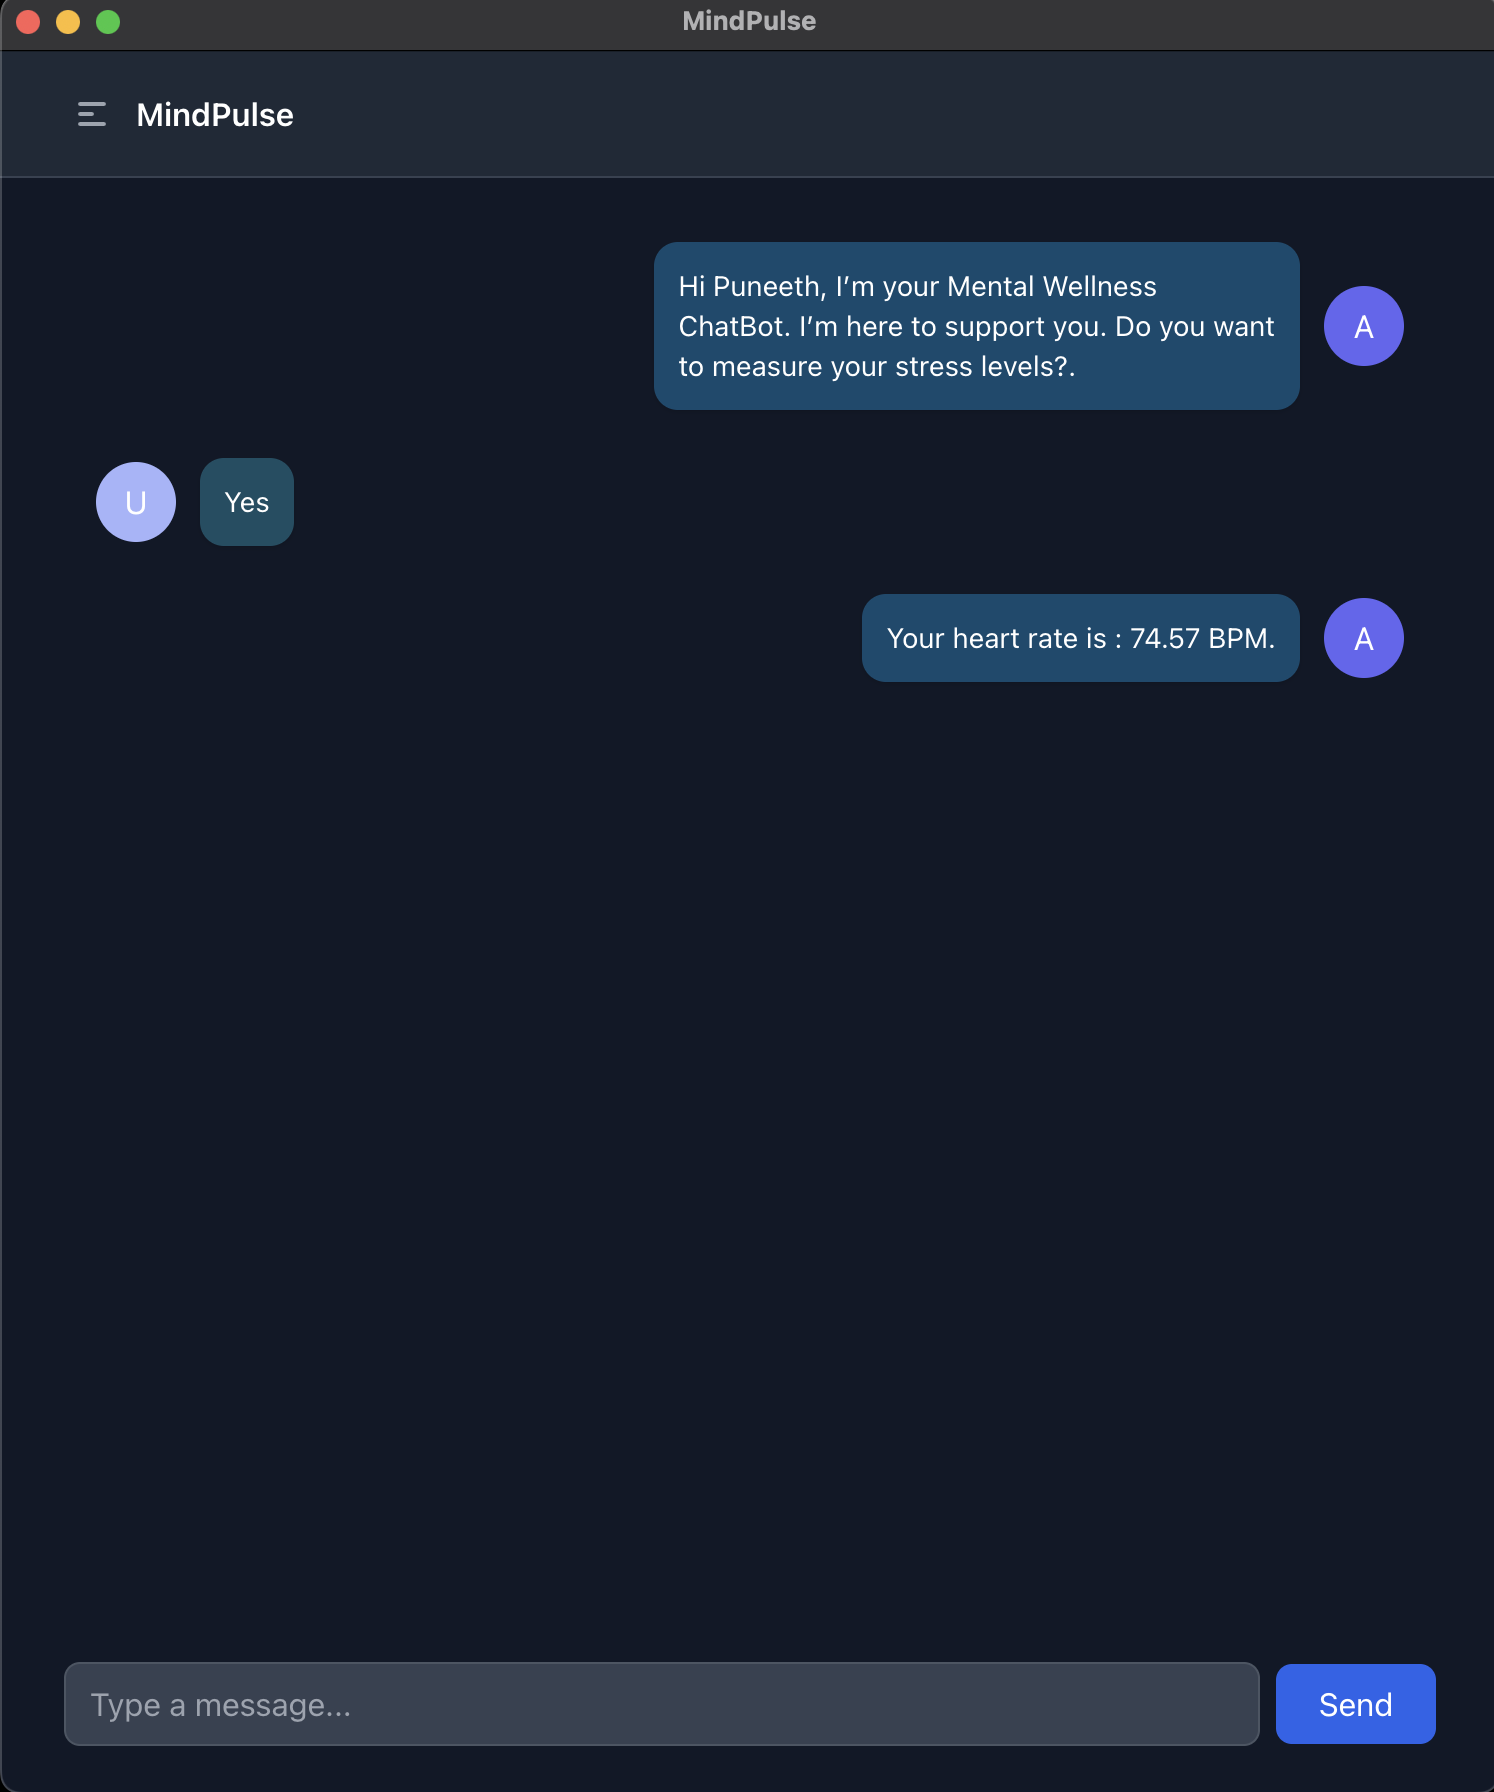 MindPulse
MindPulse
Hi Puneeth, I’m your Mental Wellness
ChatBot. I’m here to support you. Do you want
to measure your stress levels?.
A
U
Yes
Your heart rate is : 74.57 BPM.
A
Type a message...
Send